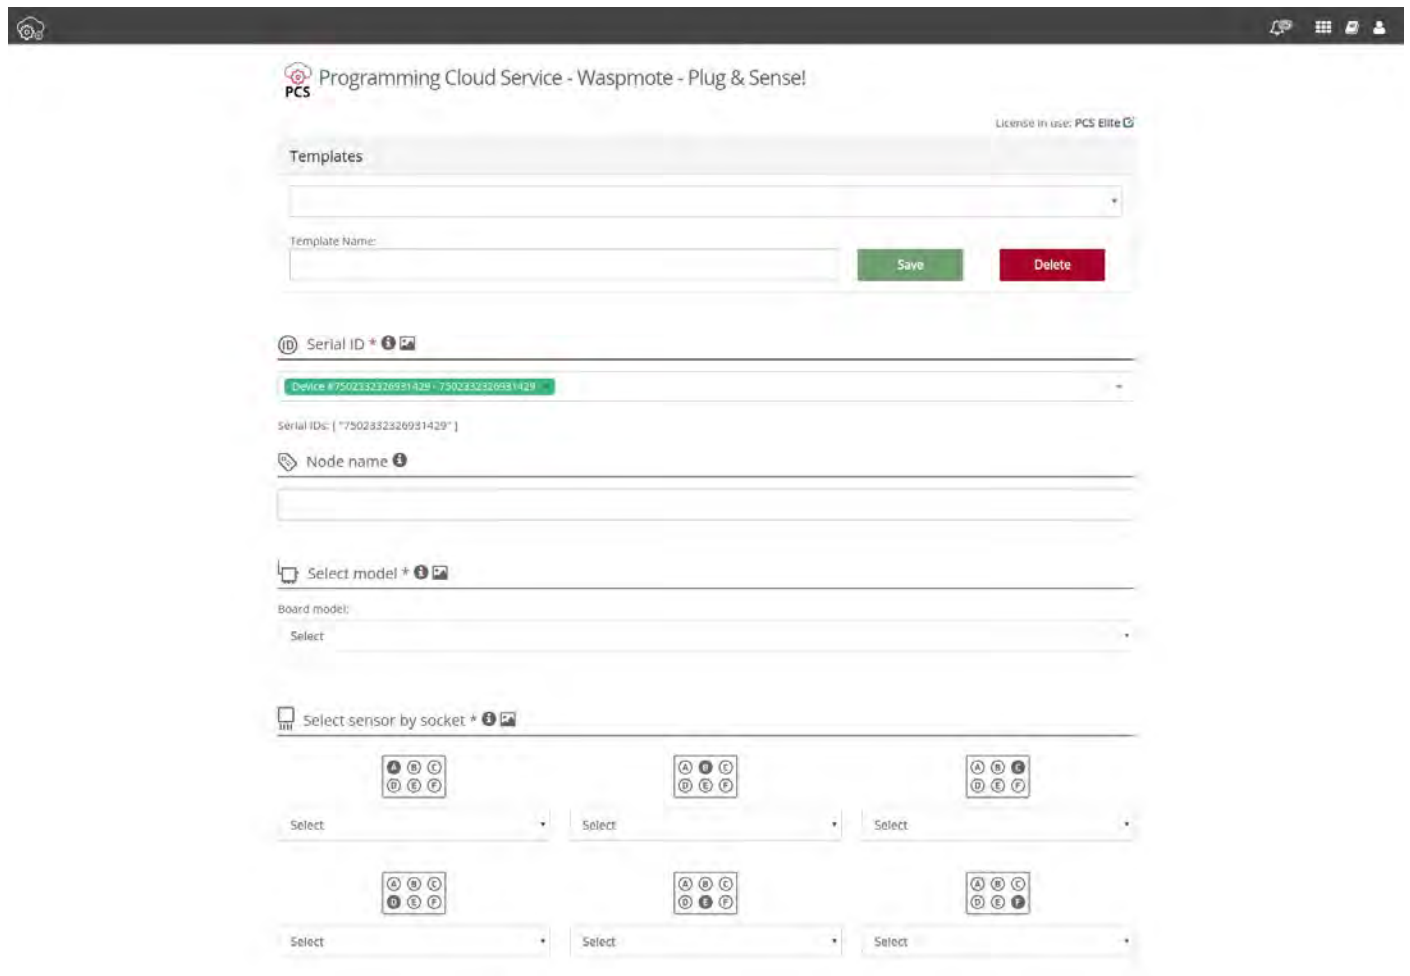 PCS Programming Cloud Service - Waspmote - Plug & Sense!
License in use: PCS Elite
Templates
Template Name:
Save Delete
ID Serial ID *
Device #7502332326931429 - 7502332326931429
Serial IDs: [ "7502332326931429" ]
Node name
Select model *
Board model:
Select
Select sensor by socket *
A B C A B C A B C
D E F D E F D E F
Select Select Select
A B C A B C A B C
D E F D E F D E F
Select Select Select